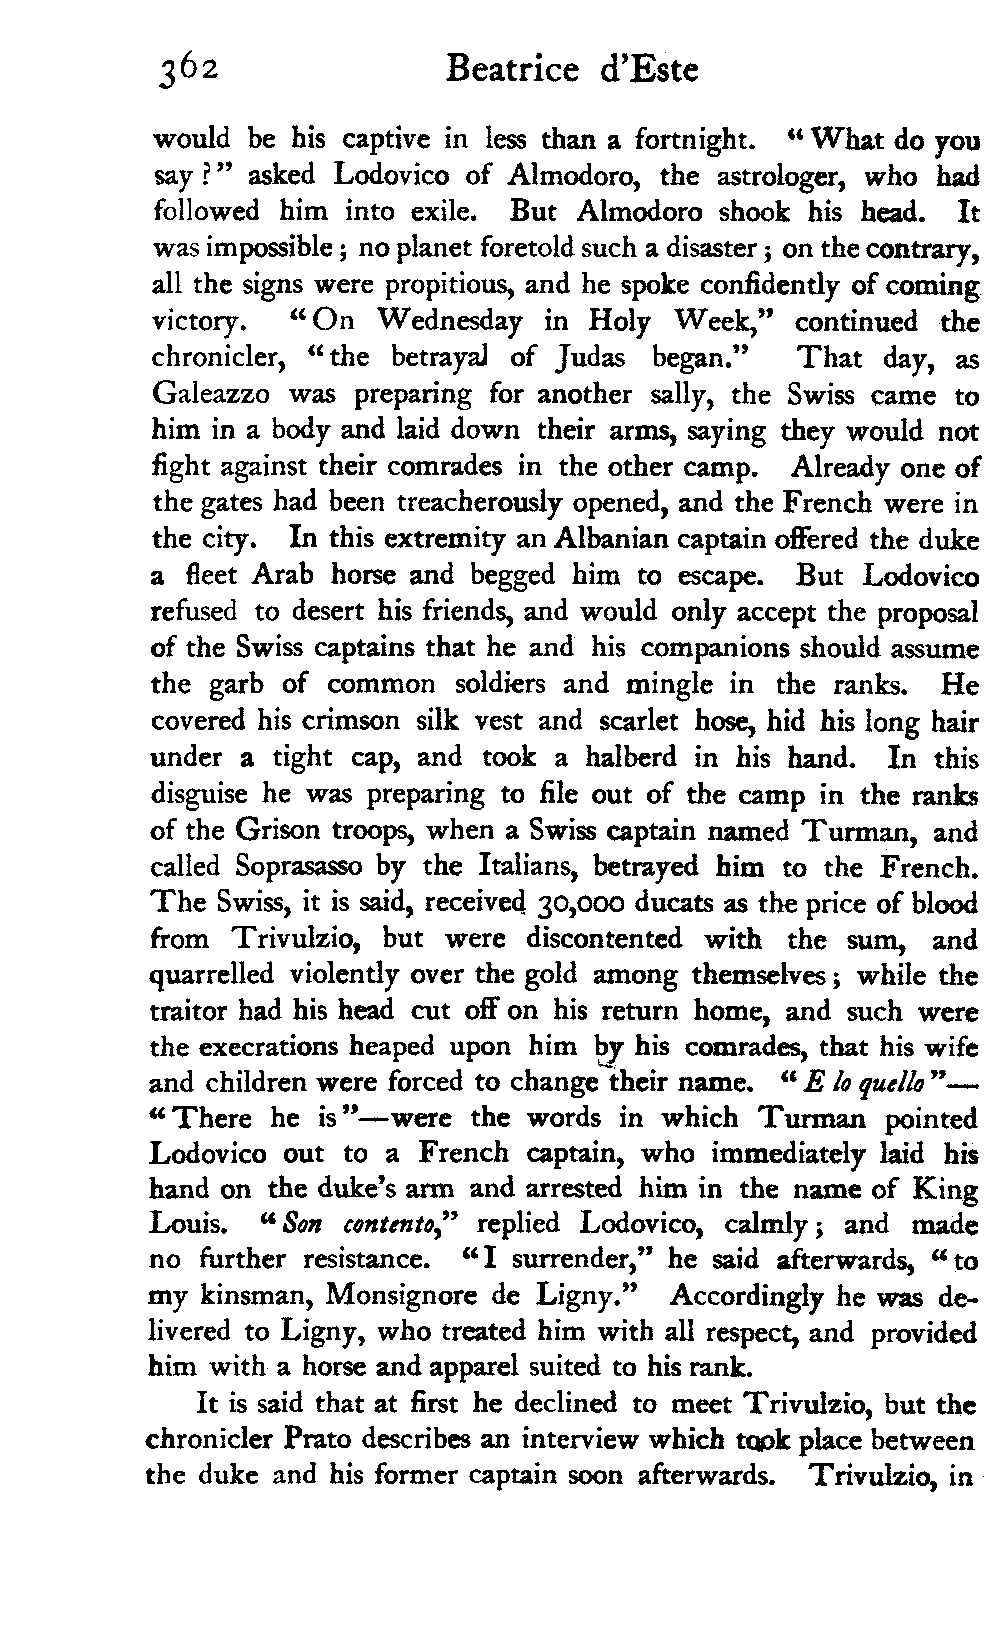 362 Beatrice d'Este
would be his captive in less than a fortnight. "What do you
say?" asked Lodovico of Almodoro, the astrologer, who had
followed him into exile. But Almodoro shook his head. It
was impossible; no planet foretold such a disaster; on the contrary,
all the signs were propitious, and he spoke confidently of coming
victory. "On Wednesday in Holy Week," continued the
chronicler, "the betrayal of Judas began." That day, as
Galeazzo was preparing for another sally, the Swiss came to
him in a body and laid down their arms, saying they would not
fight against their comrades in the other camp. Already one of
the gates had been treacherously opened, and the French were in
the city. In this extremity an Albanian captain offered the duke
a fleet Arab horse and begged him to escape. But Lodovico
refused to desert his friends, and would only accept the proposal
of the Swiss captains that he and his companions should assume
the garb of common soldiers and mingle in the ranks. He
covered his crimson silk vest and scarlet hose, hid his long hair
under a tight cap, and took a halberd in his hand. In this
disguise he was preparing to file out of the camp in the ranks
of the Grison troops, when a Swiss captain named Turman, and
called Soprasasso by the Italians, betrayed him to the French.
The Swiss, it is said, received 30,000 ducats as the price of blood
from Trivulzio, but were discontented with the sum, and
quarrelled violently over the gold among themselves; while the
traitor had his head cut off on his return home, and such were
the execrations heaped upon him by his comrades, that his wife
and children were forced to change their name. "E lo quello"—
"There he is"—were the words in which Turman pointed
Lodovico out to a French captain, who immediately laid his
hand on the duke's arm and arrested him in the name of King
Louis. "Son contento," replied Lodovico, calmly; and made
no further resistance. "I surrender," he said afterwards, "to
my kinsman, Monsignore de Ligny." Accordingly he was de-
livered to Ligny, who treated him with all respect, and provided
him with a horse and apparel suited to his rank.
It is said that at first he declined to meet Trivulzio, but the
chronicler Prato describes an interview which took place between
the duke and his former captain soon afterwards. Trivulzio, in